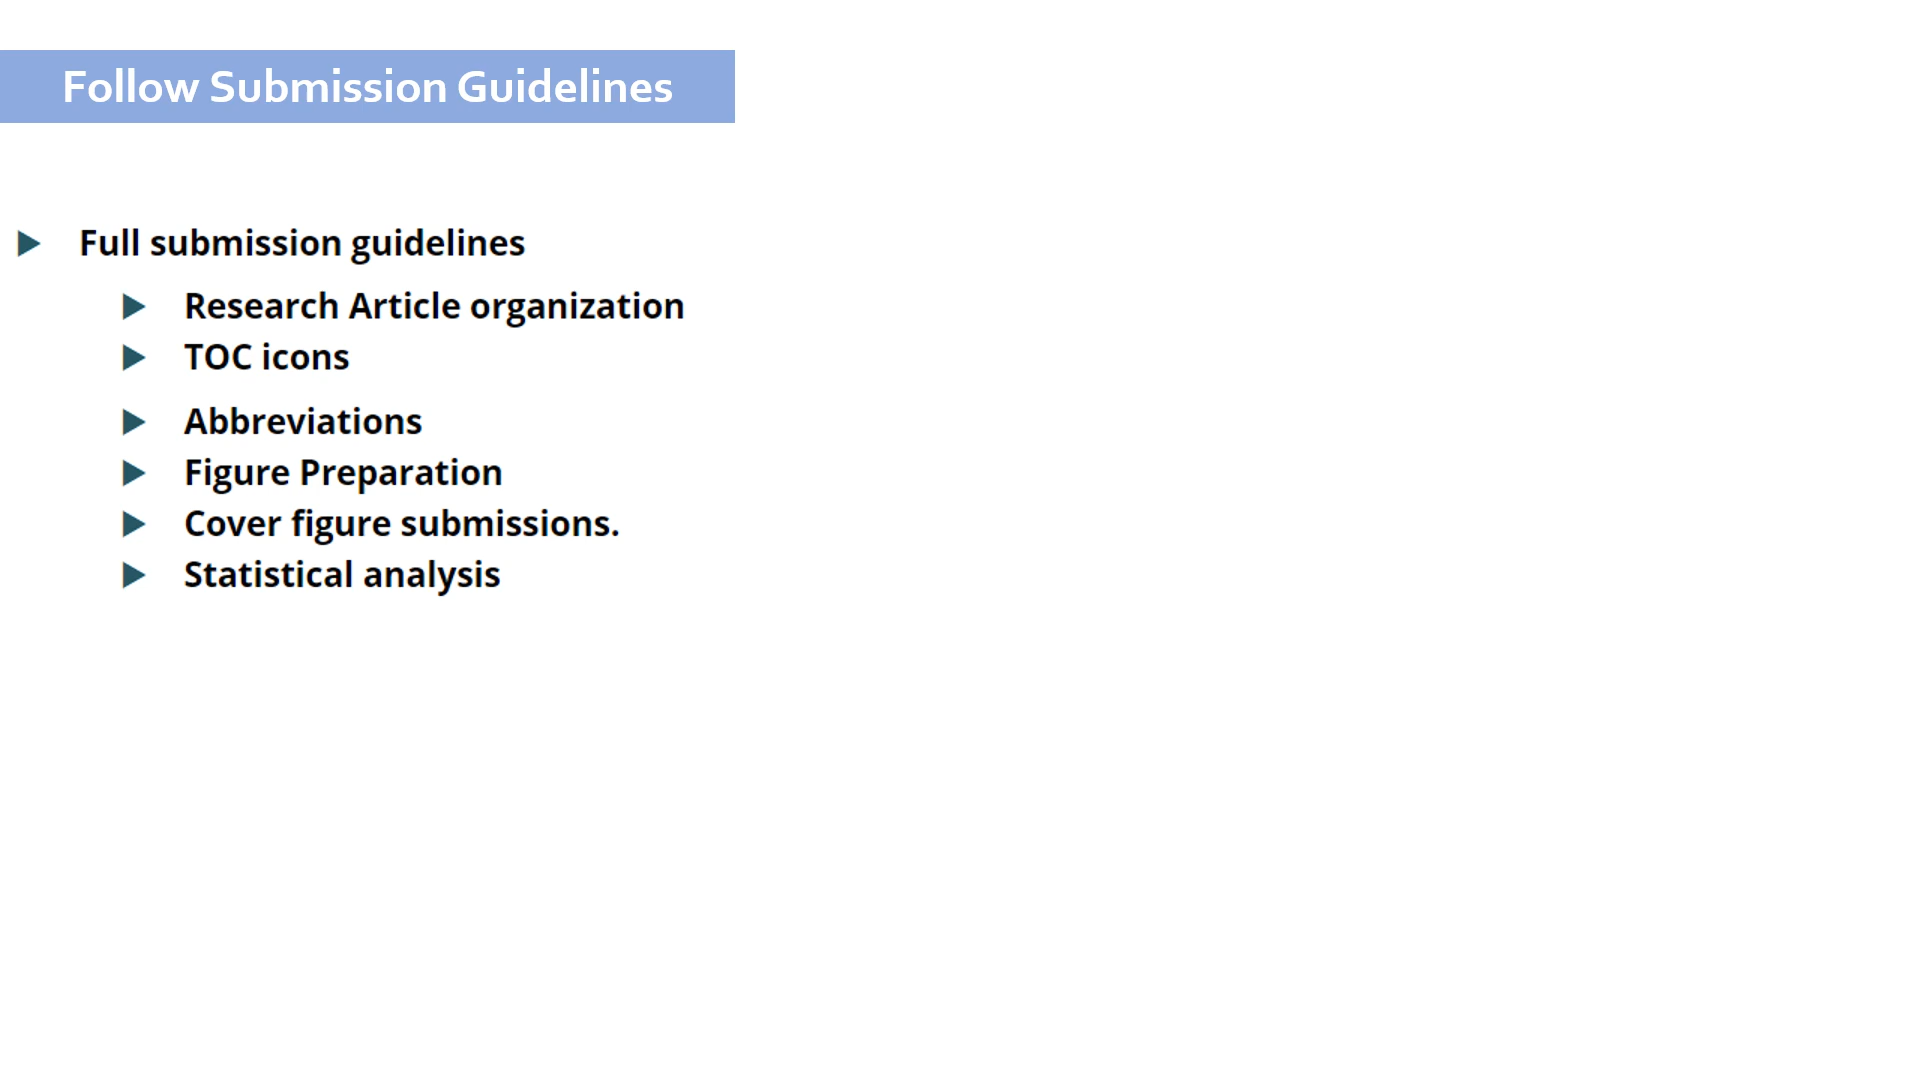 Follow Submission Guidelines
Full submission guidelines
Research Article organization
TOC icons
Abbreviations
Figure Preparation
Cover figure submissions.
Statistical analysis